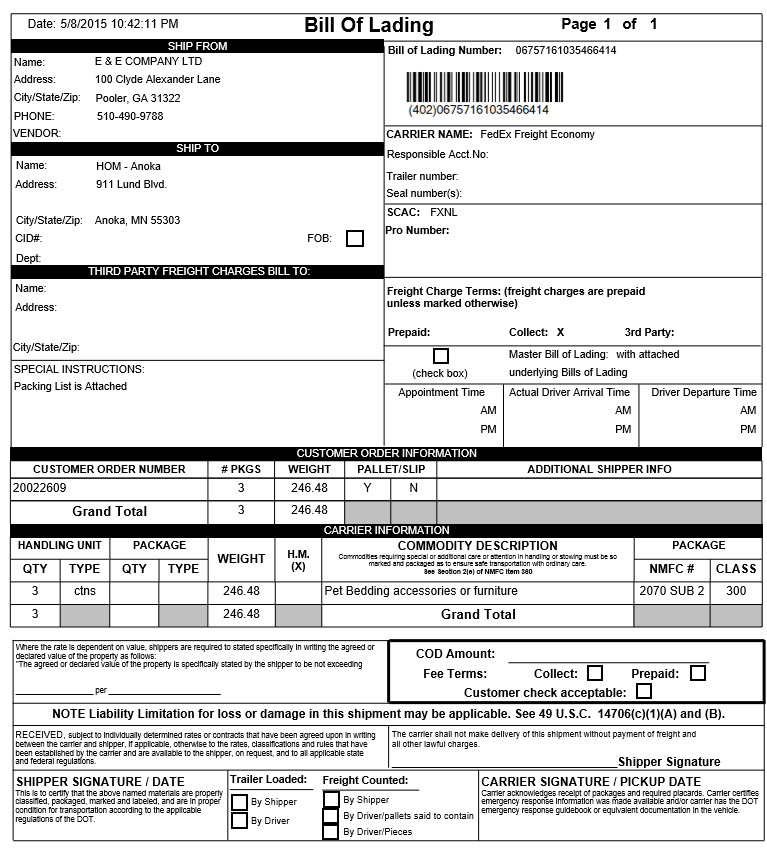 Date: 5/8/2015 10:42:11 PM
Bill Of Lading
Page 1 of 1
SHIP FROM
Name: E & E COMPANY LTD
Address: 100 Clyde Alexander Lane
City/State/Zip: Pooler, GA 31322
PHONE: 510-490-9788
VENDOR:
Bill of Lading Number: 06757161035466414
(402)06757161035466414
SHIP TO
Name: HOM - Anoka
Address: 911 Lund Blvd.
City/State/Zip: Anoka, MN 55303
CID#: FOB:
Dept:
CARRIER NAME: FedEx Freight Economy
Responsible Acct.No:
Trailer number:
Seal number(s):
SCAC: FXNL
Pro Number:
THIRD PARTY FREIGHT CHARGES BILL TO:
Name:
Address:
City/State/Zip:
Freight Charge Terms: (freight charges are prepaid
unless marked otherwise)
Prepaid: Collect: X 3rd Party:
SPECIAL INSTRUCTIONS:
Packing List is Attached
Master Bill of Lading: with attached
(check box) underlying Bills of Lading
Appointment Time Actual Driver Arrival Time Driver Departure Time
AM AM AM
PM PM PM
CUSTOMER ORDER INFORMATION
CUSTOMER ORDER NUMBER # PKGS WEIGHT PALLET/SLIP ADDITIONAL SHIPPER INFO
20022609 3 246.48 Y N
Grand Total 3 246.48
CARRIER INFORMATION
HANDLING UNIT PACKAGE WEIGHT H.M. (X) COMMODITY DESCRIPTION PACKAGE
Commodities requiring special or additional care or attention in handling or stowing must be so
marked and packaged as to ensure safe transportation with ordinary care.
See Section 2(e) of NMFC Item 360
QTY TYPE QTY TYPE NMFC # CLASS
3 ctns 246.48 Pet Bedding accessories or furniture 2070 SUB 2 300
3 246.48 Grand Total
Where the rate is dependent on value, shippers are required to stated specifically in writing the agreed or
declared value of the property as follows:
"The agreed or declared value of the property is specifically stated by the shipper to be not exceeding
per
COD Amount:
Fee Terms: Collect: Prepaid:
Customer check acceptable:
NOTE Liability Limitation for loss or damage in this shipment may be applicable. See 49 U.S.C. 14706(c)(1)(A) and (B).
RECEIVED, subject to individually determined rates or contracts that have been agreed upon in writing
between the carrier and shipper, if applicable, otherwise to the rates, classifications and rules that have
been established by the carrier and are available to the shipper, on request, and to all applicable state
and federal regulations.
The carrier shall not make delivery of this shipment without payment of freight and
all other lawful charges.
Shipper Signature
SHIPPER SIGNATURE / DATE
This is to certify that the above named materials are properly
classified, packaged, marked and labeled, and are in proper
condition for transportation according to the applicable
regulations of the DOT.
Trailer Loaded:
By Shipper
By Driver
Freight Counted:
By Shipper
By Driver/pallets said to contain
By Driver/Pieces
CARRIER SIGNATURE / PICKUP DATE
Carrier acknowledges receipt of packages and required placards. Carrier certifies
emergency response information was made available and/or carrier has the DOT
emergency response guidebook or equivalent documentation in the vehicle.